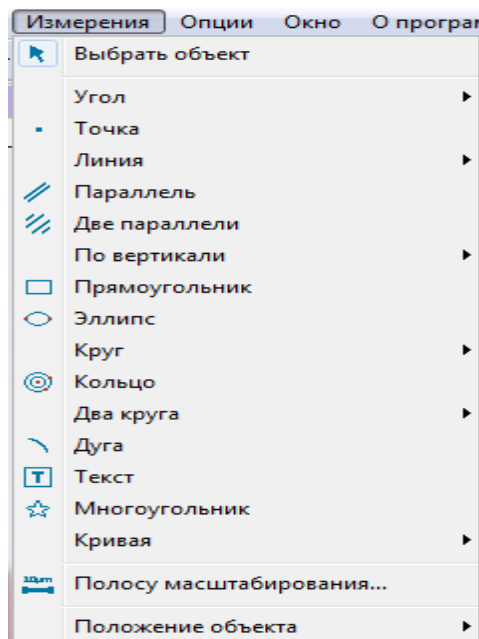 Измерения Опции Окно О програм
Выбрать объект
Угол
Точка
Линия
Параллель
Две параллели
По вертикали
Прямоугольник
Эллипс
Круг
Кольцо
Два круга
Дуга
T Текст
Многоугольник
Кривая
Полосу масштабирования...
Положение объекта